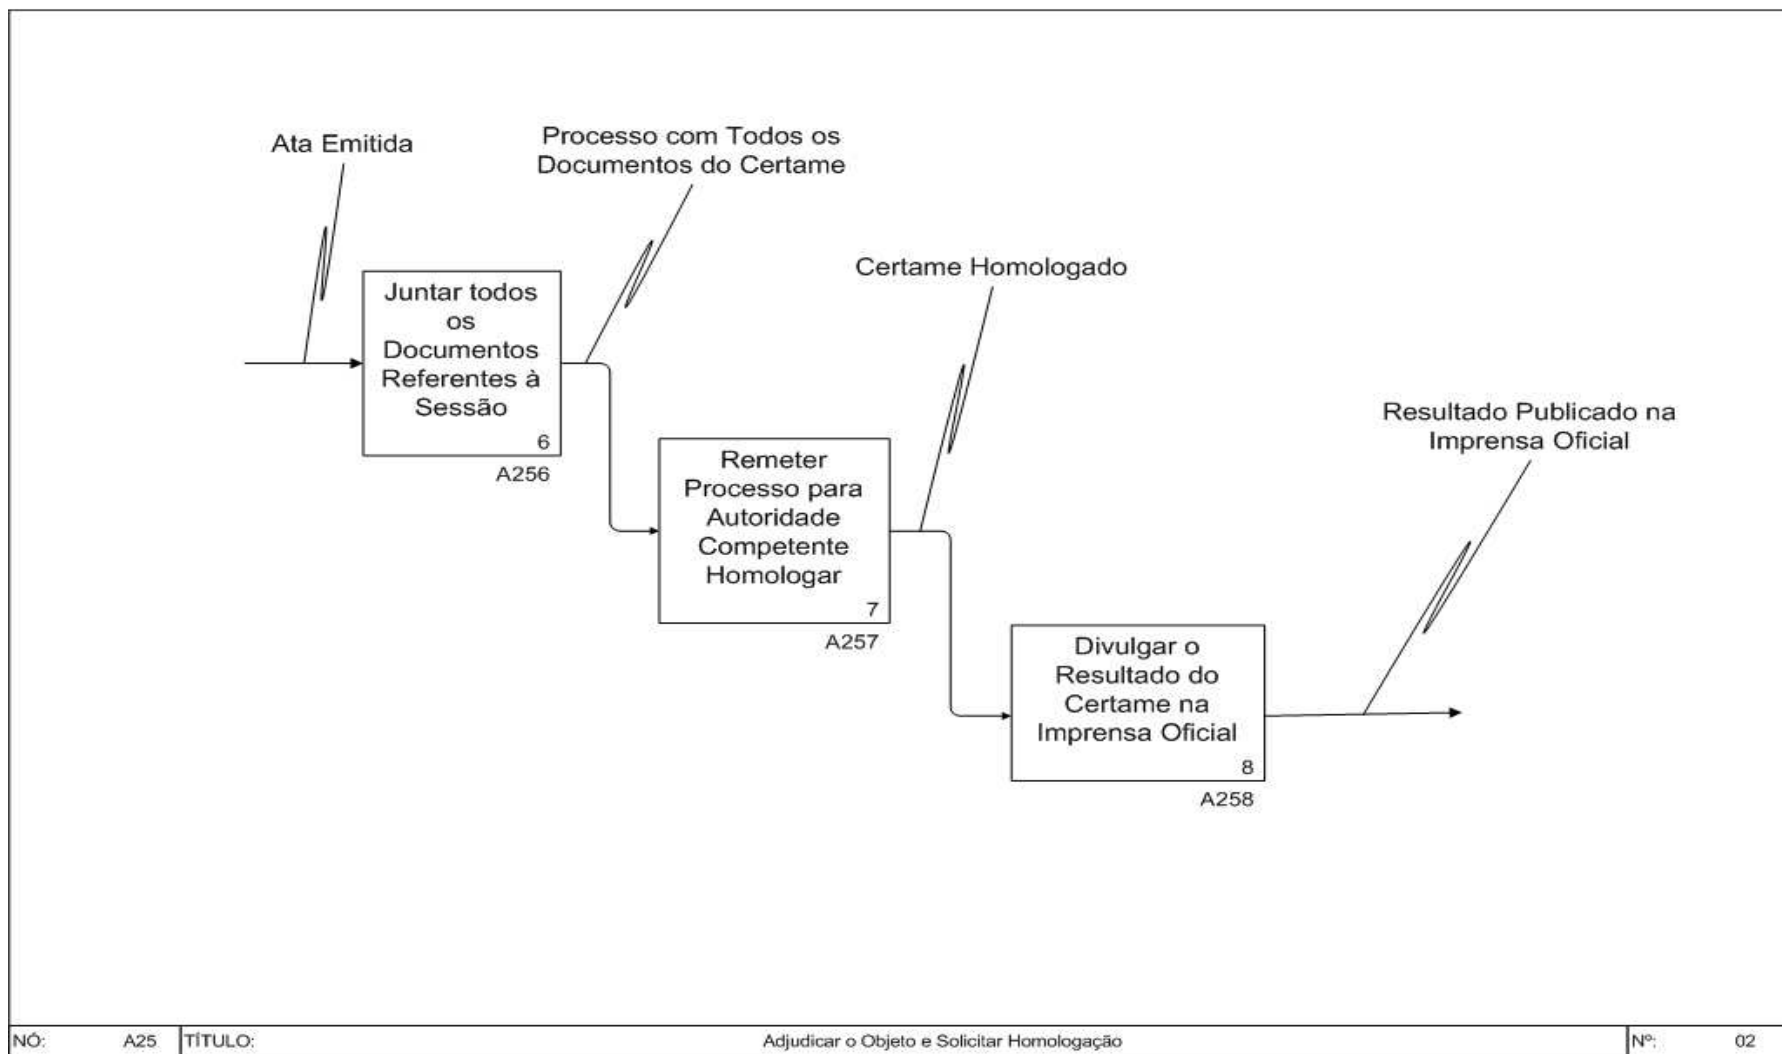 Ata Emitida
Processo com Todos os
Documentos do Certame
Certame Homologado
Juntar todos
os
Documentos
Referentes à
Sessão
6
A256
Resultado Publicado na
Imprensa Oficial
Remeter
Processo para
Autoridade
Competente
Homologar
7
A257
Divulgar o
Resultado do
Certame na
Imprensa Oficial
8
A258
NÓ: A25 TÍTULO: Adjudicar o Objeto e Solicitar Homologação Nº: 02